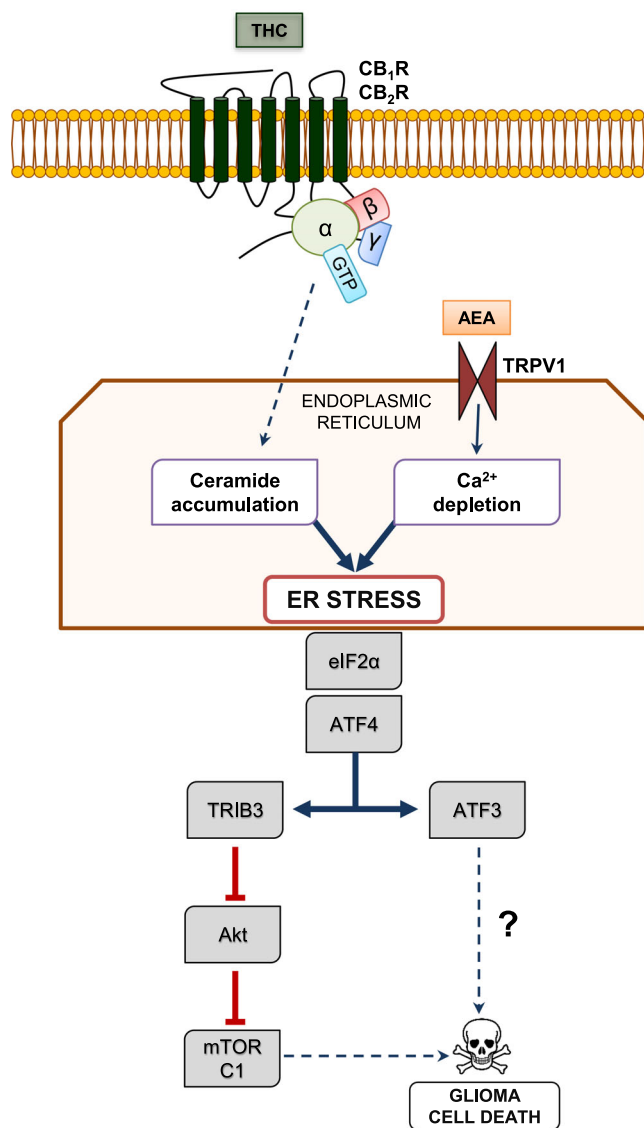 THC
CB₁R
CB₂R
α
β
γ
GTP
AEA
TRPV1
ENDOPLASMIC
RETICULUM
Ceramide
accumulation
Ca²⁺
depletion
ER STRESS
eIF2α
ATF4
TRIB3
ATF3
Akt
?
mTOR
C1
GLIOMA
CELL DEATH